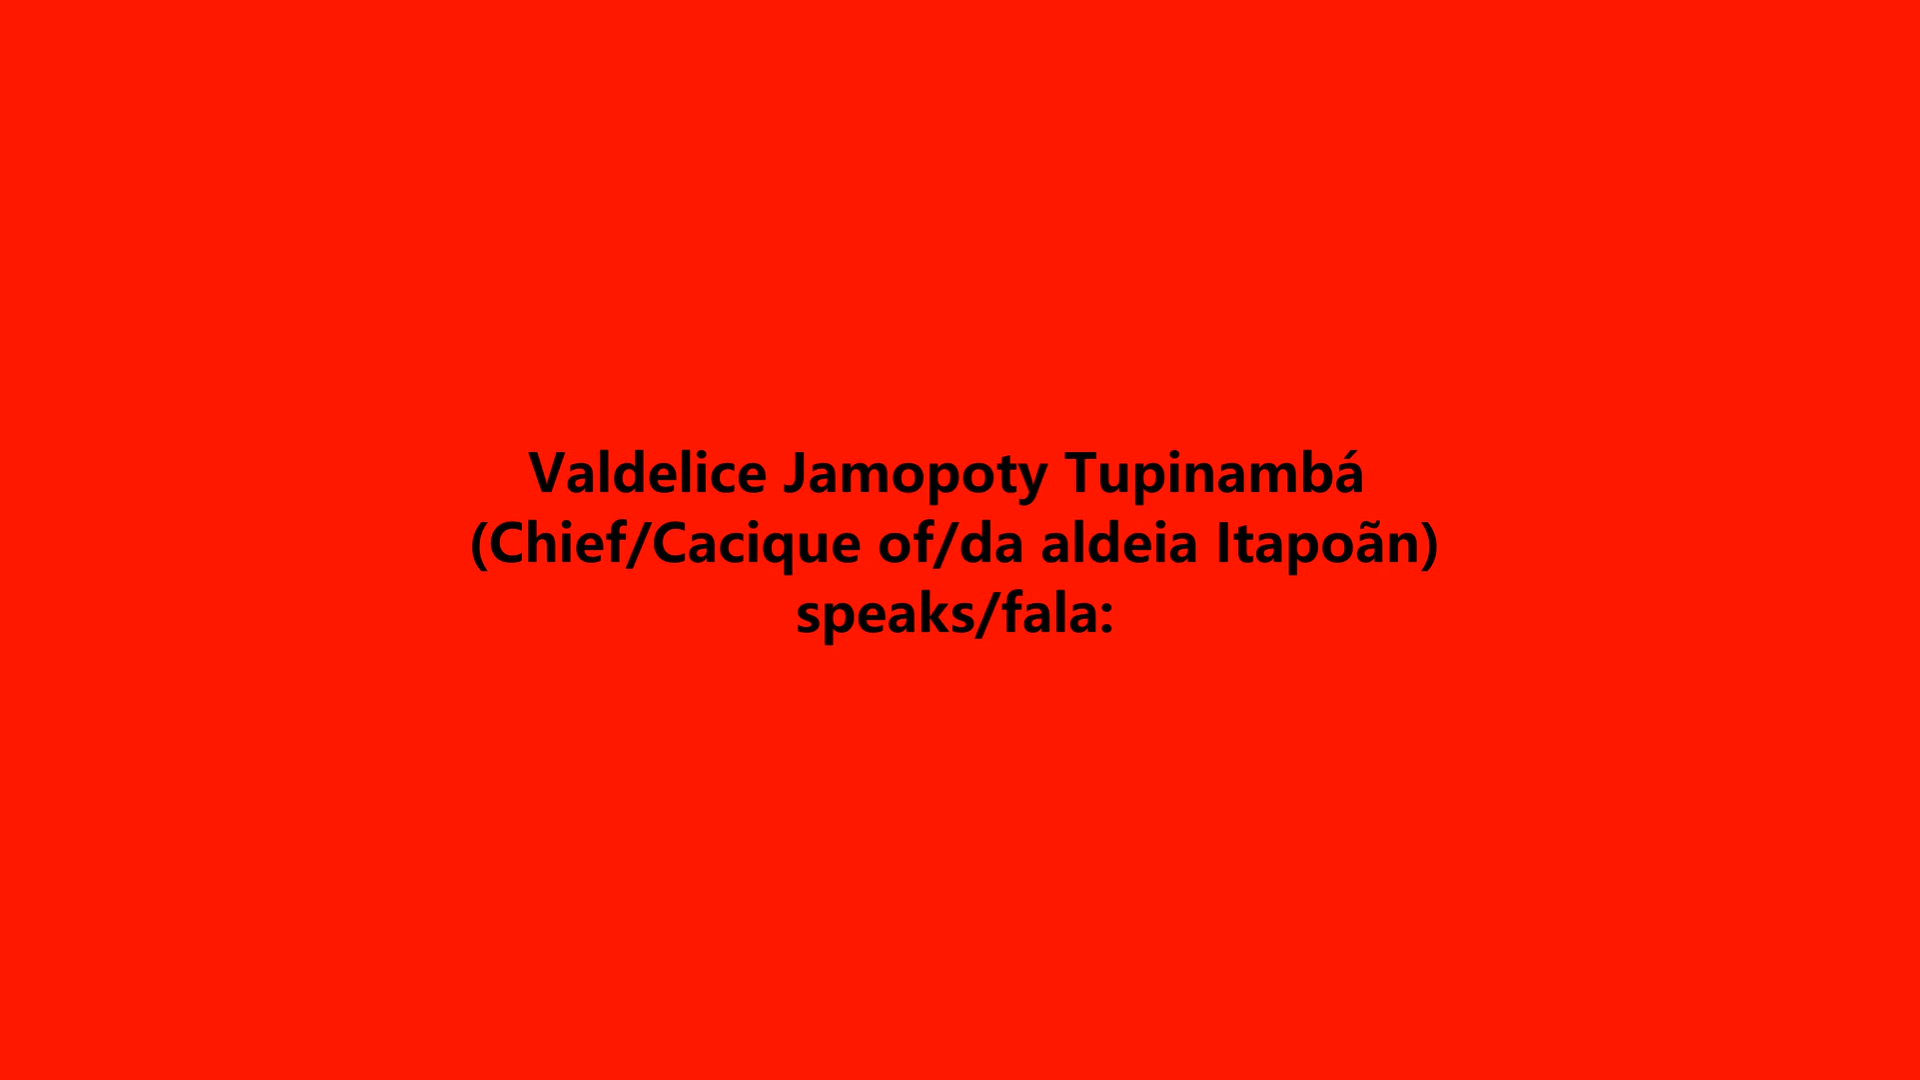 Valdelice Jamopoty Tupinambá
(Chief/Cacique of/da aldeia Itapoãn)
speaks/fala: